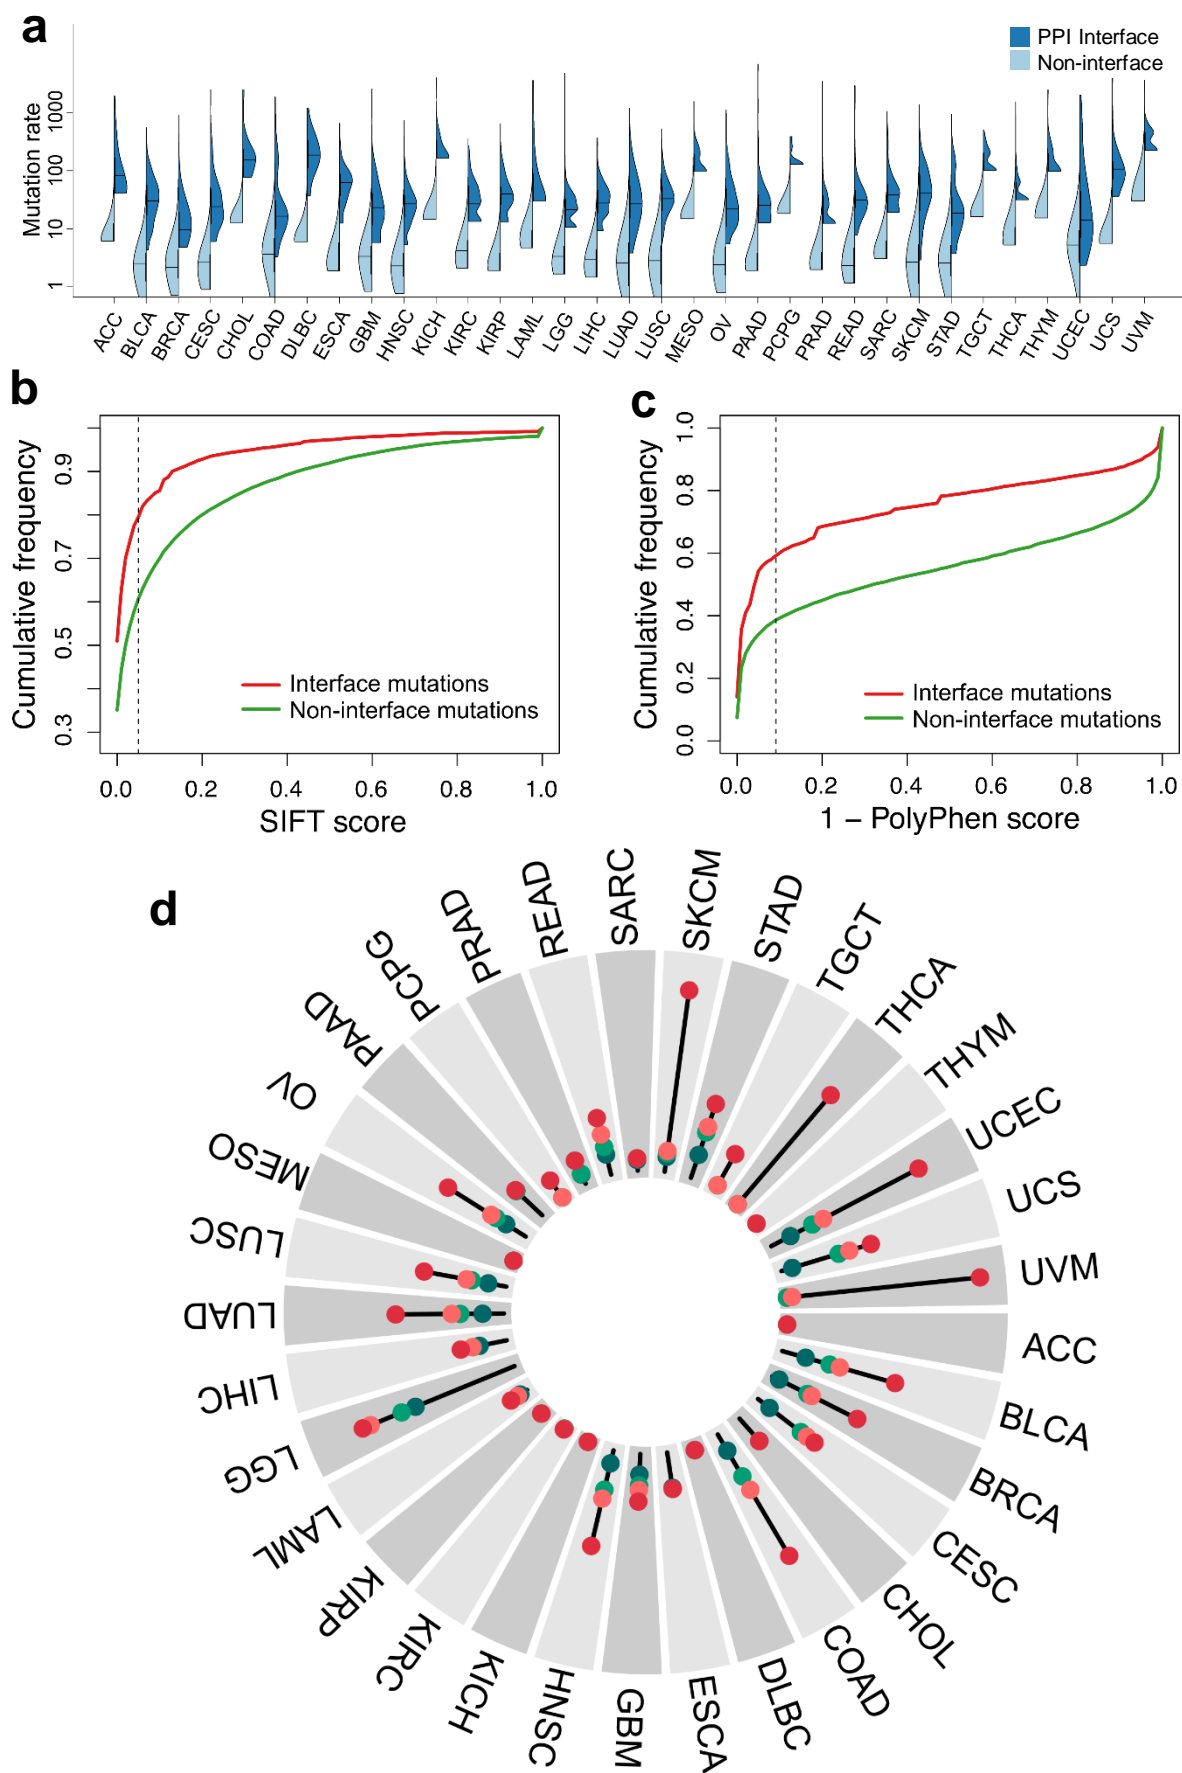 a
PPI Interface
Non-interface
Mutation rate
1000
100
10
1
ACC
BLCA
BRCA
CESC
CHOL
COAD
DLBC
ESCA
GBM
HNSC
KICH
KIRC
KIRP
LAML
LGG
LIHC
LUAD
LUSC
MESO
OV
PAAD
PCPG
PRAD
READ
SARC
SKCM
STAD
TGCT
THCA
THYM
UCEC
UCS
UVM
b
Cumulative frequency
0.9
0.7
0.5
0.3
Interface mutations
Non-interface mutations
0.0 0.2 0.4 0.6 0.8 1.0
SIFT score
c
Cumulative frequency
1.0
0.8
0.6
0.4
0.2
0.0
Interface mutations
Non-interface mutations
0.0 0.2 0.4 0.6 0.8 1.0
1 – PolyPhen score
d
SARC
SKCM
STAD
TGCT
THCA
THYM
UCEC
UCS
UVM
ACC
BLCA
BRCA
CESC
CHOL
COAD
DLBC
ESCA
GBM
HNSC
KICH
KIRC
KIRP
LAML
LGG
LIHC
LUAD
LUSC
MESO
OV
PAAD
PCPG
PRAD
READ